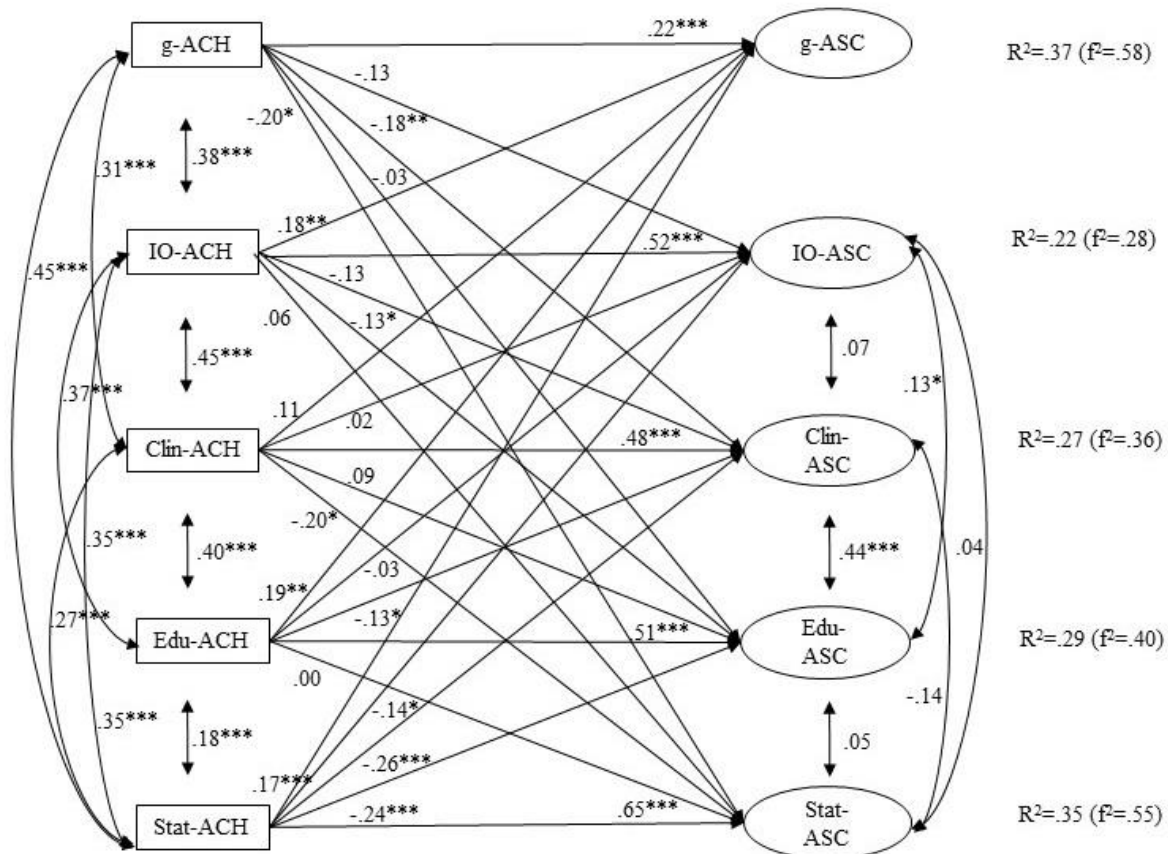 g-ACH .22*** g-ASC R²=.37 (f²=.58)
-.13
-.20* -.18**
.31*** .38*** -.03
.18**
IO-ACH .52*** IO-ASC R²=.22 (f²=.28)
.45*** -.13
.06 -.13*
.45*** .07
.37*** .13*
.11 .02
Clin-ACH .48*** Clin-
ASC R²=.27 (f²=.36)
.09
-.20*
.35*** .40*** -.03 .44*** .04
.19**
.27*** -.13*
Edu-ACH .51*** Edu-
ASC R²=.29 (f²=.40)
.00
-.14* -.14
.35*** .18*** .05
-.26***
.17***
Stat-ACH -.24*** .65*** Stat-
ASC R²=.35 (f²=.55)